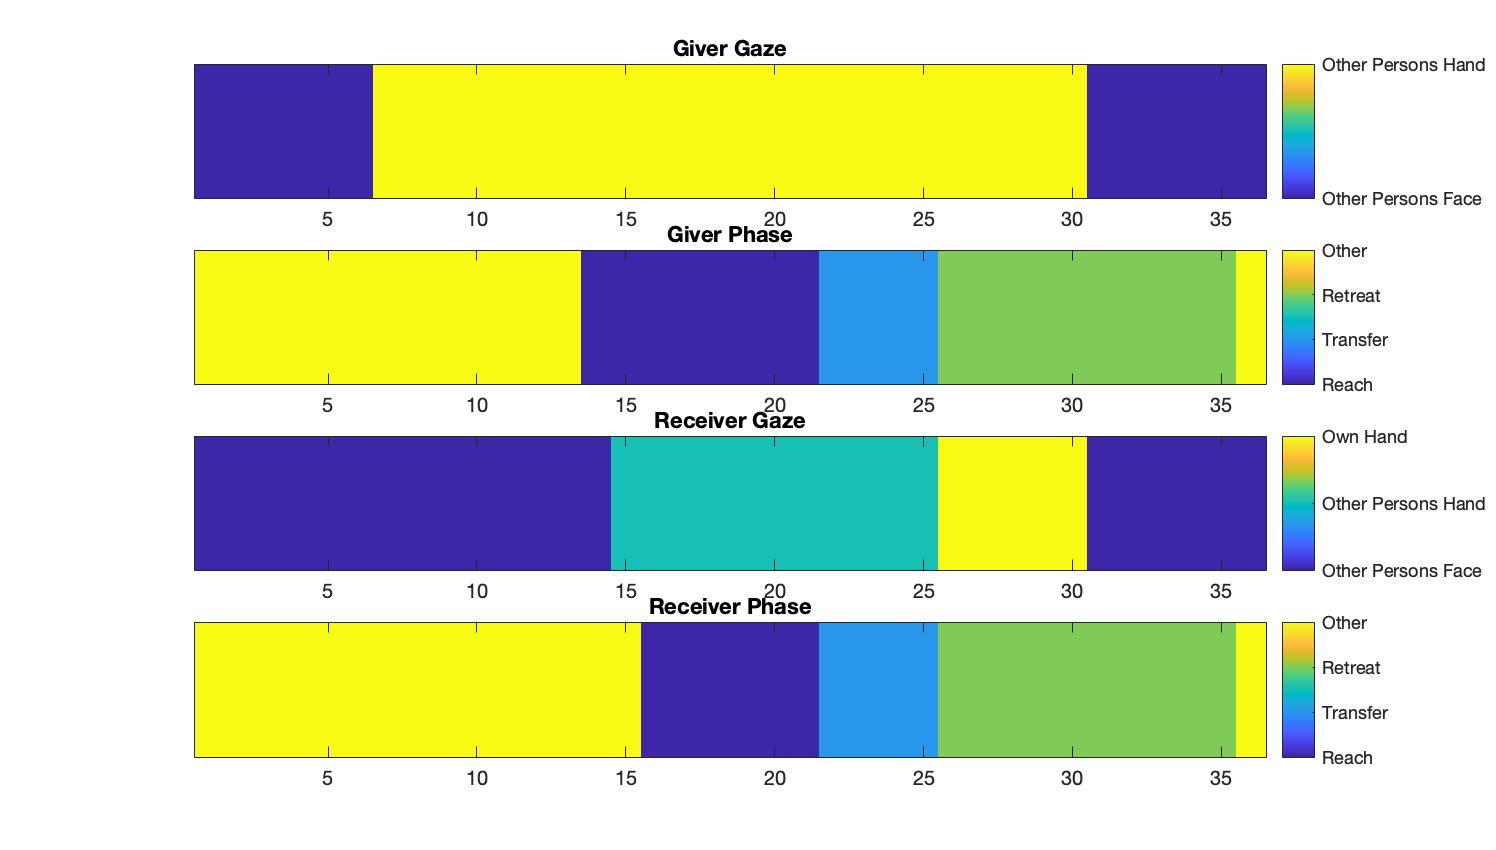 Giver Gaze
Other Persons Hand
Other Persons Face
5 10 15 20 25 30 35
Giver Phase
Other
Retreat
Transfer
Reach
5 10 15 20 25 30 35
Receiver Gaze
Own Hand
Other Persons Hand
Other Persons Face
5 10 15 20 25 30 35
Receiver Phase
Other
Retreat
Transfer
Reach
5 10 15 20 25 30 35